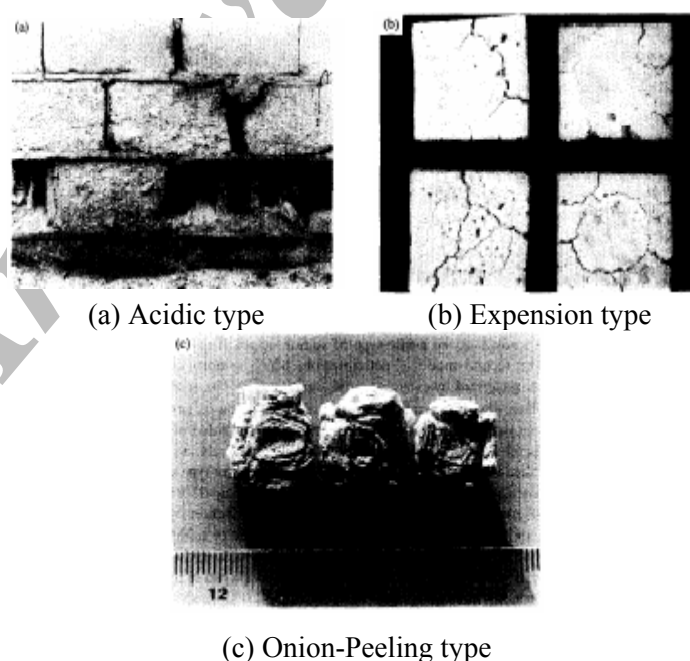 (a)
(b)
(a) Acidic type
(b) Expension type
(c)
12
(c) Onion-Peeling type